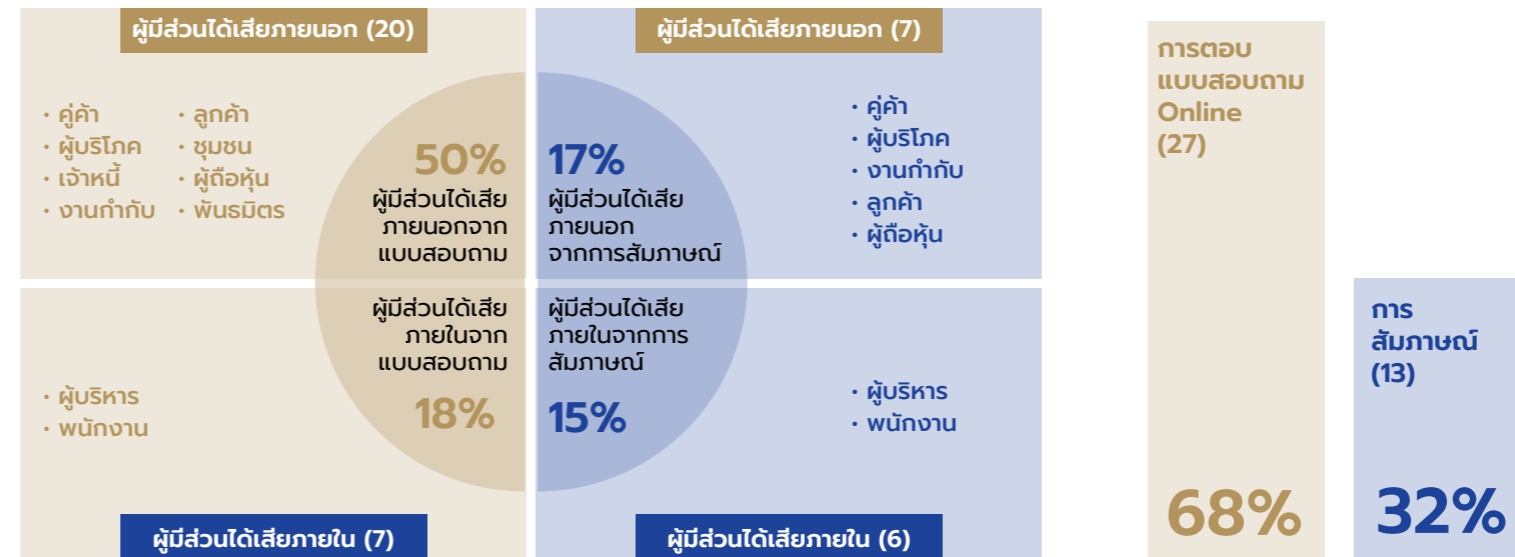 ผู้มีส่วนได้เสียภายนอก (20)
· คู่ค้า
· ผู้บริโภค
· เจ้าหนี้
· งานกำกับ
· ลูกค้า
· ชุมชน
· ผู้ถือหุ้น
· พันธมิตร
50%
ผู้มีส่วนได้เสีย
ภายนอกจาก
แบบสอบถาม
ผู้มีส่วนได้เสียภายนอก (7)
17%
ผู้มีส่วนได้เสีย
ภายนอก
จากการสัมภาษณ์
· คู่ค้า
· ผู้บริโภค
· งานกำกับ
· ลูกค้า
· ผู้ถือหุ้น
ผู้มีส่วนได้เสีย
ภายในจาก
แบบสอบถาม
18%
· ผู้บริหาร
· พนักงาน
ผู้มีส่วนได้เสียภายใน (7)
ผู้มีส่วนได้เสีย
ภายในจากการ
สัมภาษณ์
15%
· ผู้บริหาร
· พนักงาน
ผู้มีส่วนได้เสียภายใน (6)
การตอบ
แบบสอบถาม
Online
(27)
68%
การ
สัมภาษณ์
(13)
32%